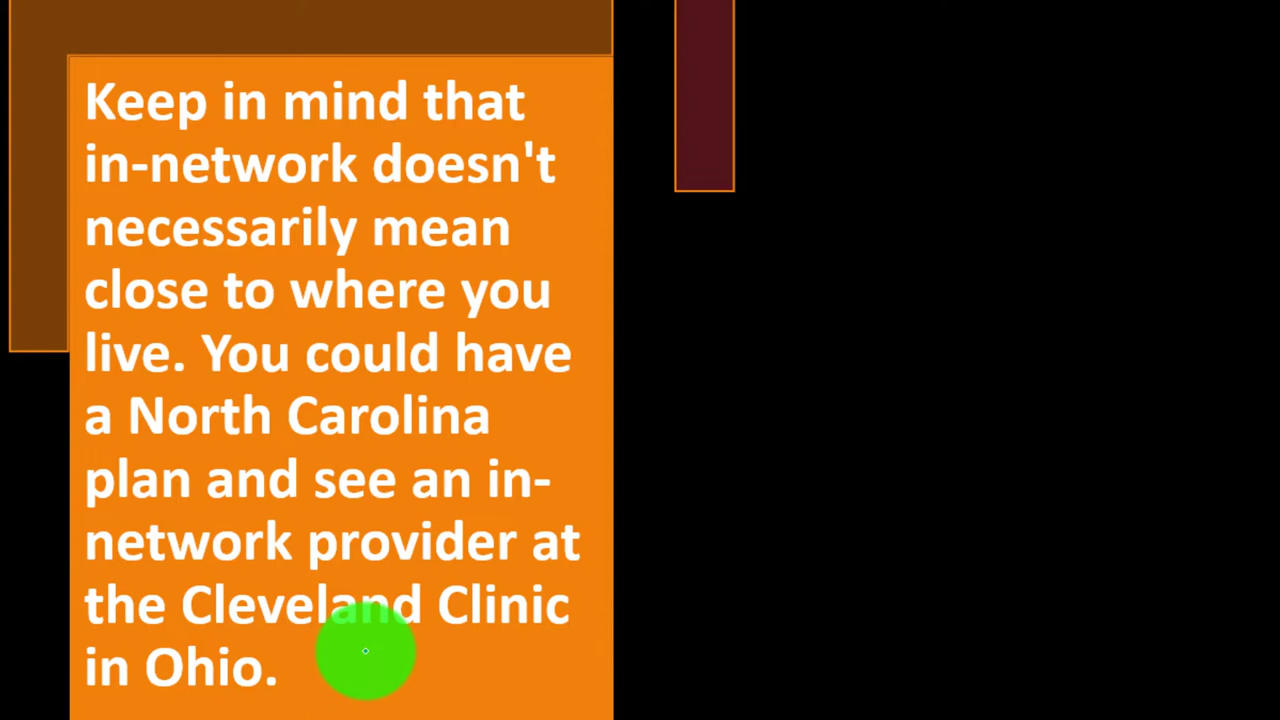 Keep in mind that
in-network doesn't
necessarily mean
close to where you
live. You could have
a North Carolina
plan and see an in-
network provider at
the Cleveland Clinic
in Ohio.